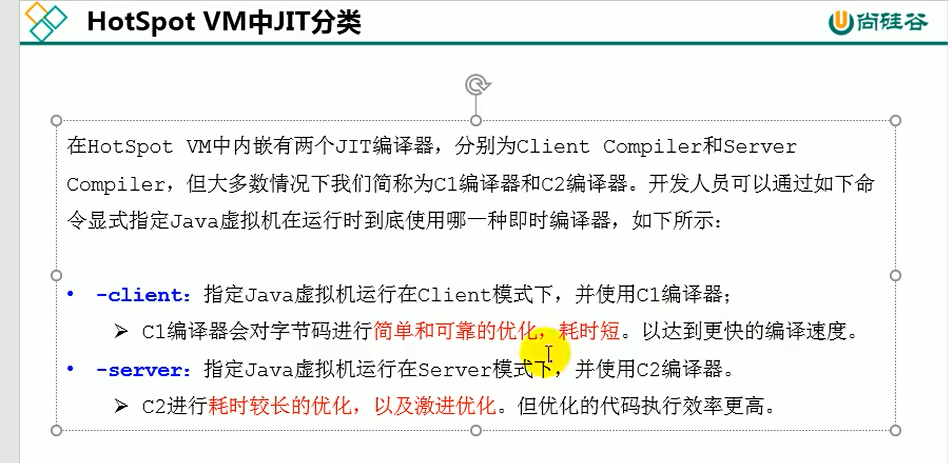 HotSpot VM中JIT分类
尚硅谷
在HotSpot VM中内嵌有两个JIT编译器，分别为Client Compiler和Server
Compiler，但大多数情况下我们简称为C1编译器和C2编译器。开发人员可以通过如下命
令显式指定Java虚拟机在运行时到底使用哪一种即时编译器，如下所示：
• -client：指定Java虚拟机运行在Client模式下，并使用C1编译器；
➢ C1编译器会对字节码进行简单和可靠的优化，耗时短。以达到更快的编译速度。
• -server：指定Java虚拟机运行在Server模式下，并使用C2编译器。
➢ C2进行耗时较长的优化，以及激进优化。但优化的代码执行效率更高。